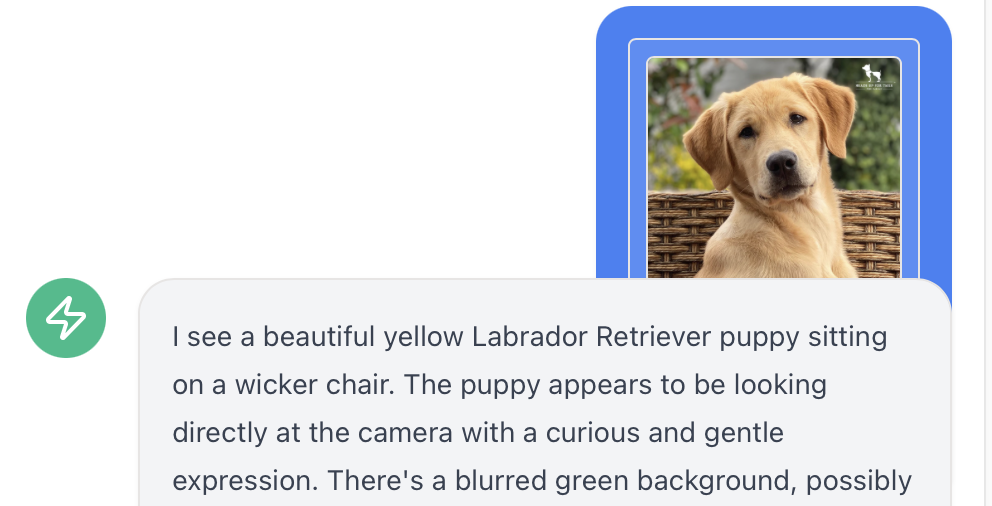 I see a beautiful yellow Labrador Retriever puppy sitting
on a wicker chair. The puppy appears to be looking
directly at the camera with a curious and gentle
expression. There's a blurred green background, possibly